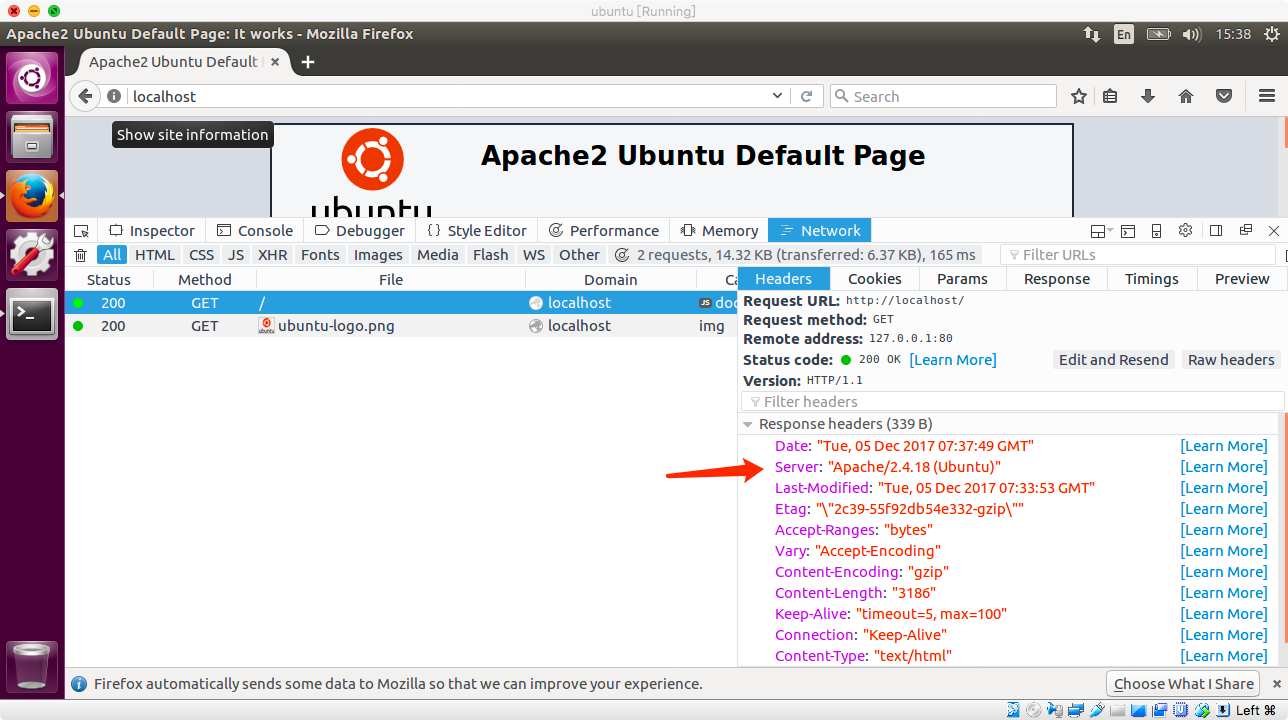 ubuntu [Running]
Apache2 Ubuntu Default Page: It works - Mozilla Firefox
En
15:38
Apache2 Ubuntu Default
localhost
Search
Show site information
Apache2 Ubuntu Default Page
ubuntu
Inspector
Console
Debugger
{} Style Editor
Performance
Memory
Network
All HTML CSS JS XHR Fonts Images Media Flash WS Other 2 requests, 14.32 KB (transferred: 6.37 KB), 165 ms
Filter URLs
Status Method File Domain Ca
200 GET / localhost JS doc
200 GET ubuntu-logo.png localhost img
Headers Cookies Params Response Timings Preview
Request URL: http://localhost/
Request method: GET
Remote address: 127.0.0.1:80
Status code: 200 OK [Learn More] Edit and Resend Raw headers
Version: HTTP/1.1
Filter headers
Response headers (339 B)
Date: "Tue, 05 Dec 2017 07:37:49 GMT" [Learn More]
Server: "Apache/2.4.18 (Ubuntu)" [Learn More]
Last-Modified: "Tue, 05 Dec 2017 07:33:53 GMT" [Learn More]
Etag: "\"2c39-55f92db54e332-gzip\"" [Learn More]
Accept-Ranges: "bytes" [Learn More]
Vary: "Accept-Encoding" [Learn More]
Content-Encoding: "gzip" [Learn More]
Content-Length: "3186" [Learn More]
Keep-Alive: "timeout=5, max=100" [Learn More]
Connection: "Keep-Alive" [Learn More]
Content-Type: "text/html" [Learn More]
Firefox automatically sends some data to Mozilla so that we can improve your experience.
Choose What I Share
Left ⌘